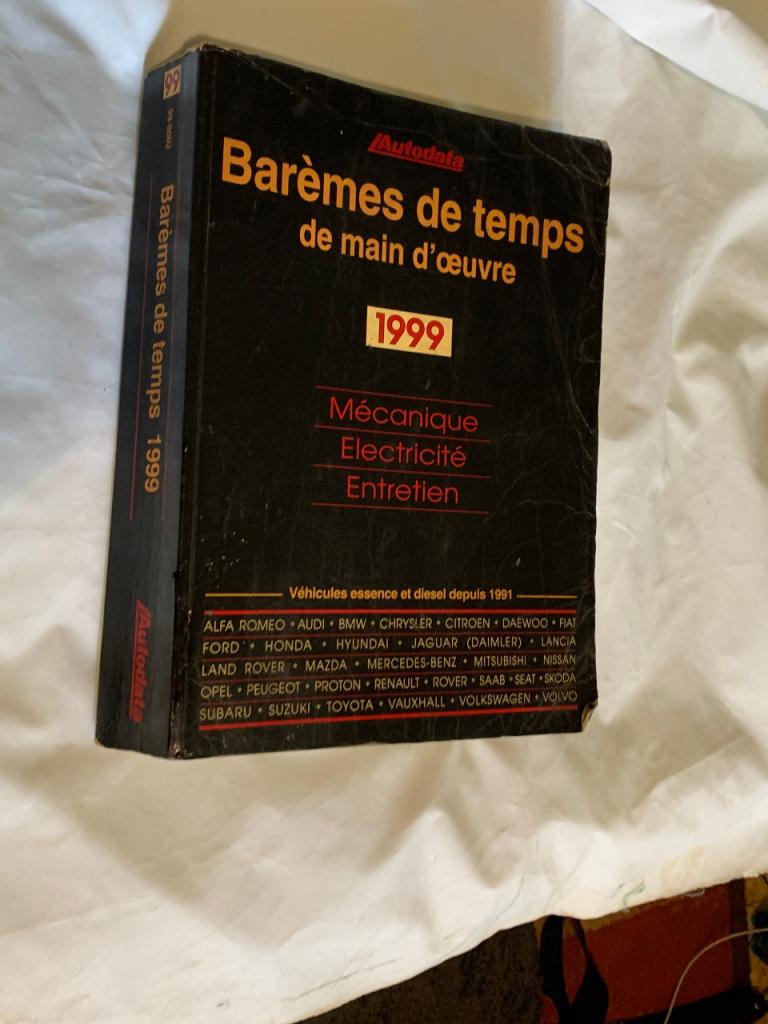 Autodata
Barèmes de temps
de main d'œuvre
1999
Mécanique
Electricité
Entretien
Véhicules essence et diesel depuis 1991
ALFA ROMEO • AUDI • BMW • CHRYSLER • CITROEN • DAEWOO • FIAT
FORD • HONDA • HYUNDAI • JAGUAR (DAIMLER) • LANCIA
LAND ROVER • MAZDA • MERCEDES-BENZ • MITSUBISHI • NISSAN
OPEL • PEUGEOT • PROTON • RENAULT • ROVER • SAAB • SEAT • SKODA
SUBARU • SUZUKI • TOYOTA • VAUXHALL • VOLKSWAGEN • VOLVO
99
Barèmes de temps 1999
Autodata